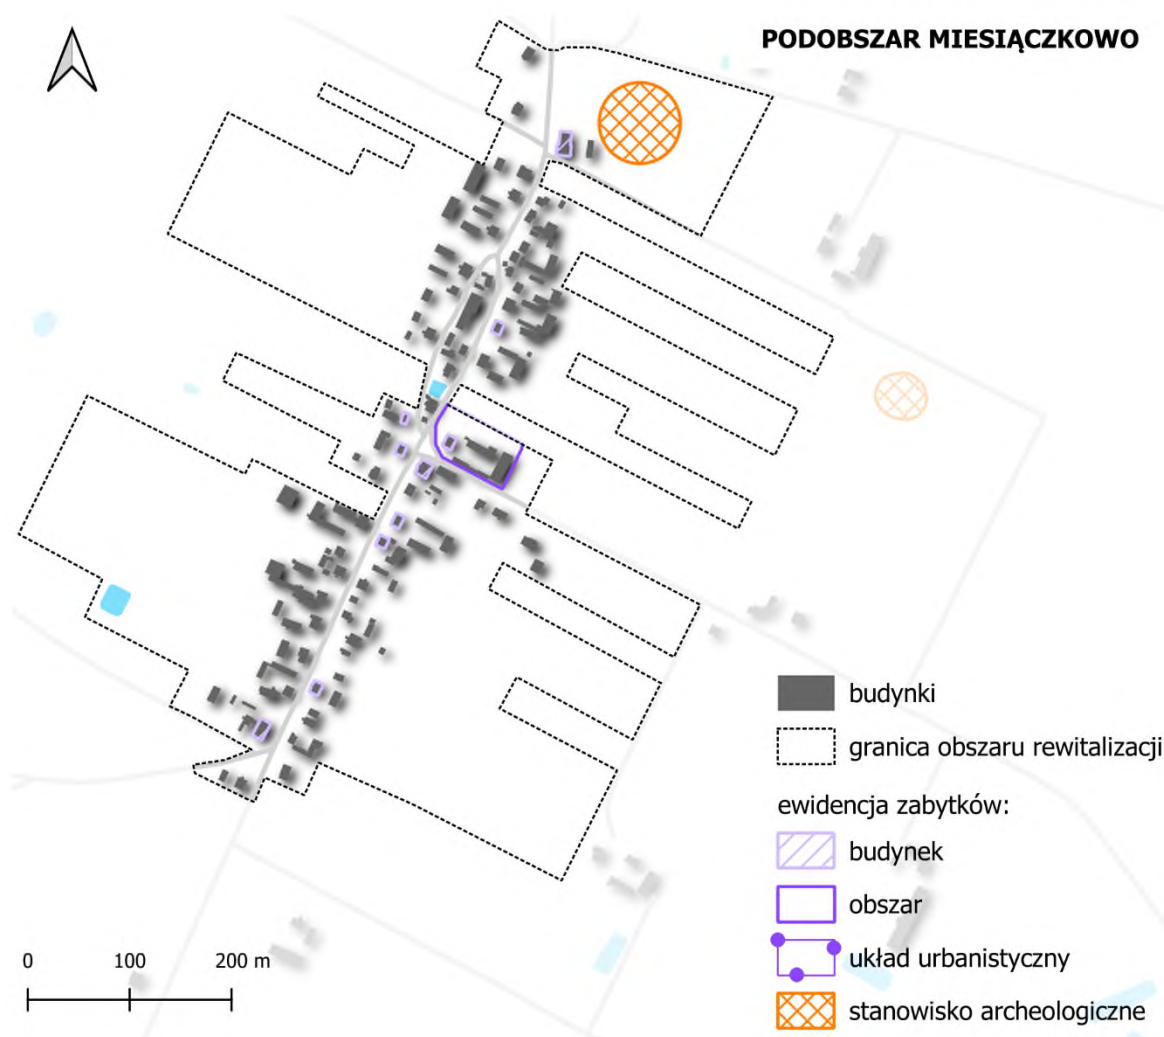 PODOBSZAR MIESIĄCZKOWO
budynki
granica obszaru rewitalizacji
ewidencja zabytków:
budynek
obszar
układ urbanistyczny
stanowisko archeologiczne
0 100 200 m